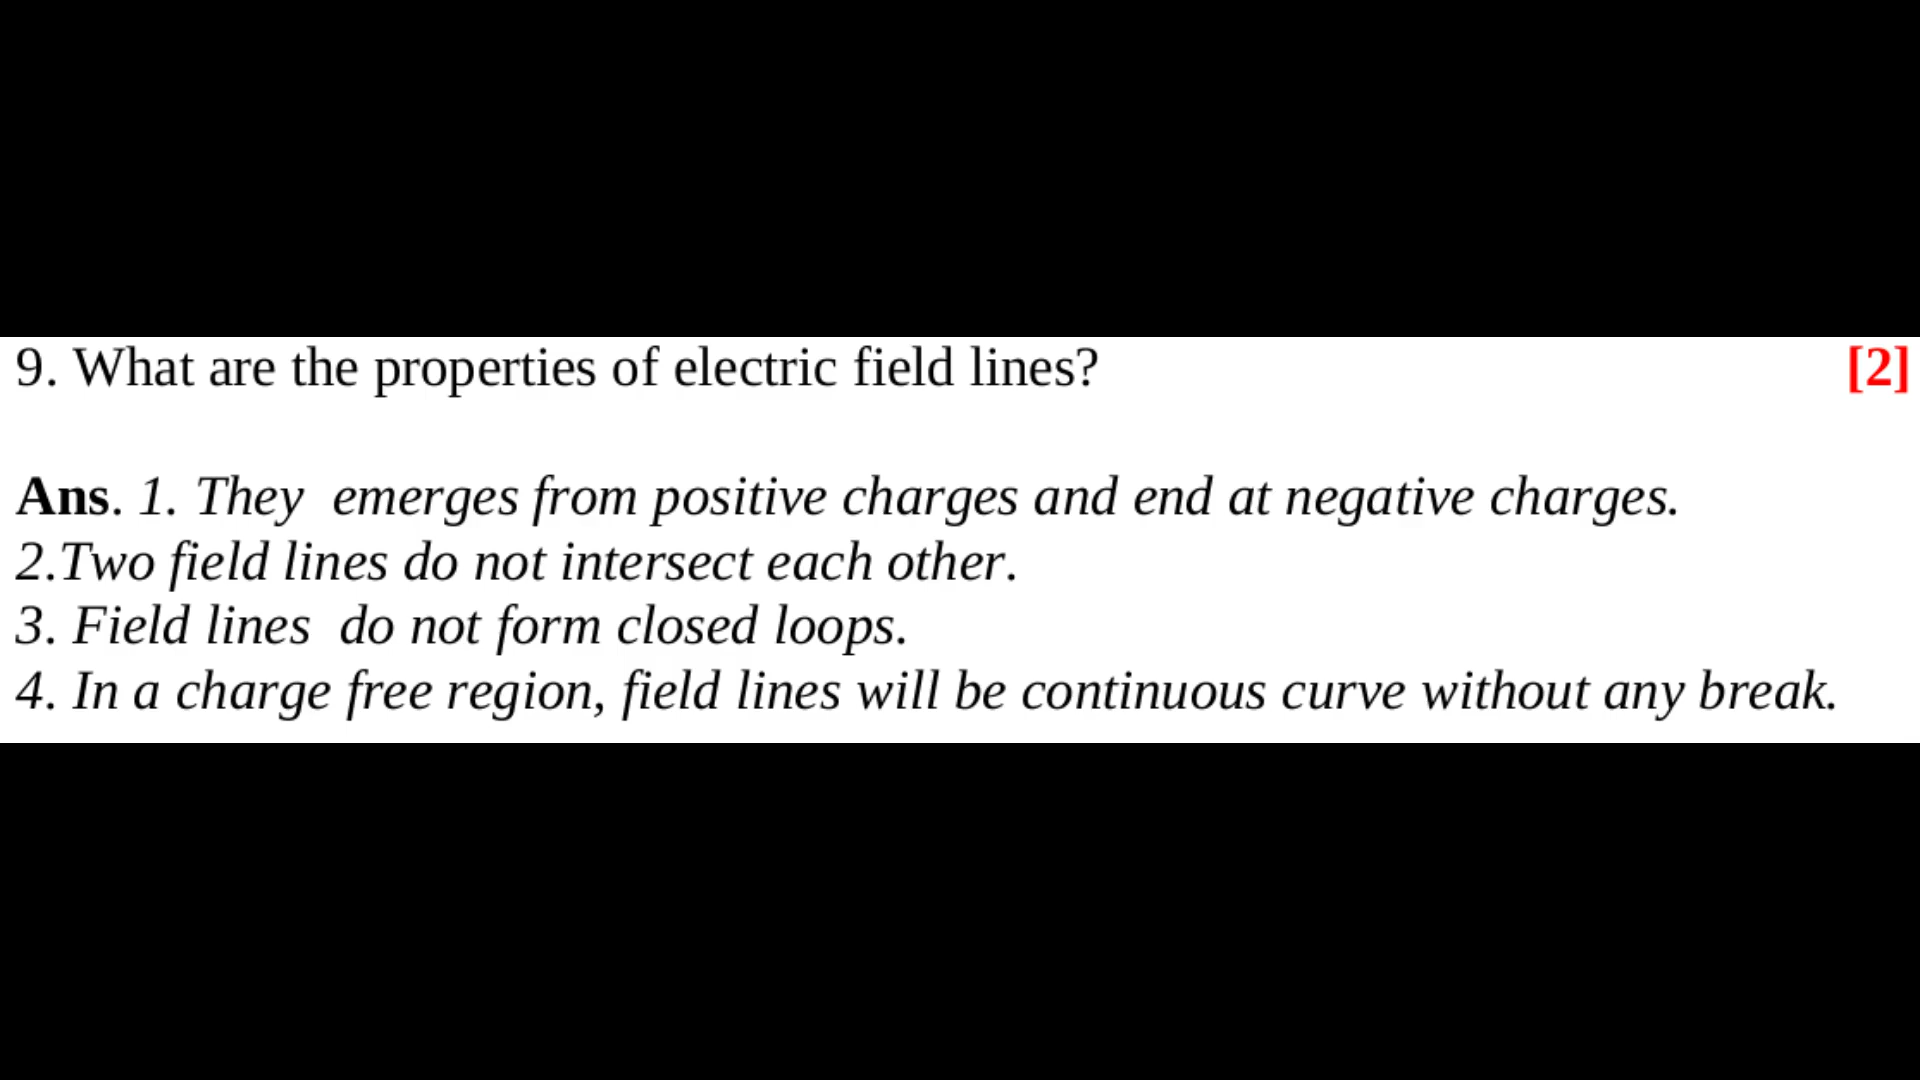 9. What are the properties of electric field lines? [2]
Ans. 1. They  emerges from positive charges and end at negative charges.
2.Two field lines do not intersect each other.
3. Field lines  do not form closed loops.
4. In a charge free region, field lines will be continuous curve without any break.